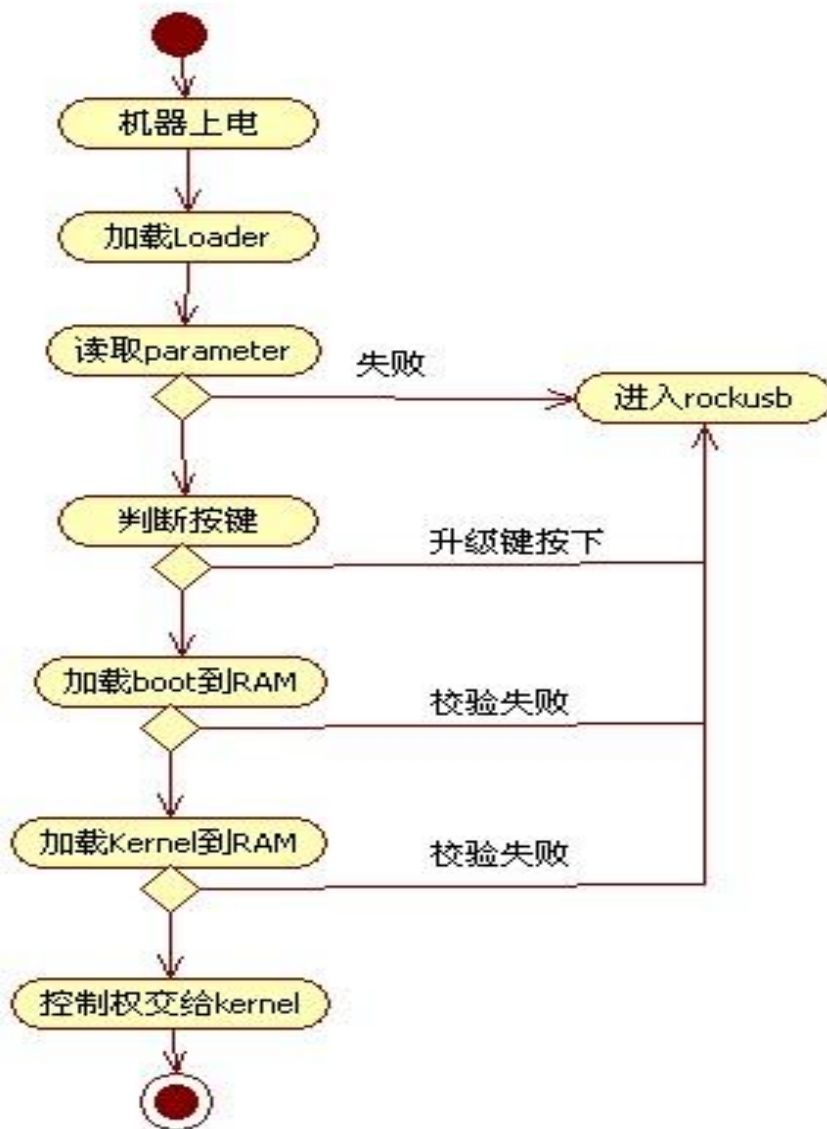 机器上电
加载Loader
读取parameter
失败
进入rockusb
判断按键
升级键按下
加载boot到RAM
校验失败
加载Kernel到RAM
校验失败
控制权交给kernel